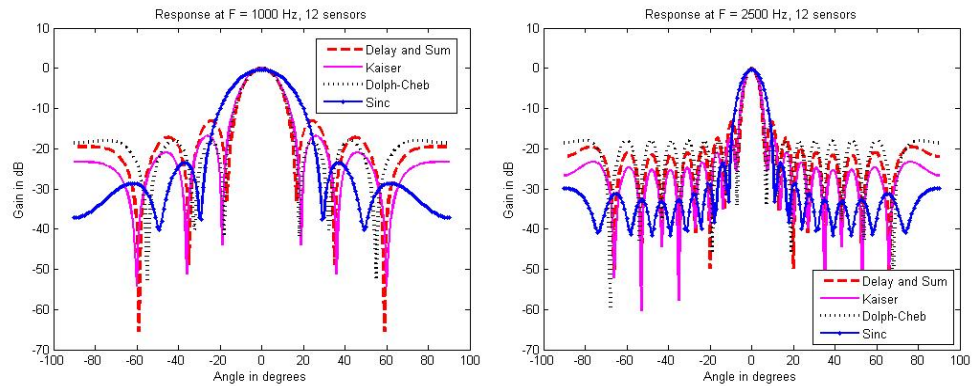 Response at F = 1000 Hz, 12 sensors
10
0
-10
-20
-30
-40
-50
-60
-70
Gain in dB
-100 -80 -60 -40 -20 0 20 40 60 80 100
Angle in degrees
Delay and Sum
Kaiser
Dolph-Cheb
Sinc
Response at F = 2500 Hz, 12 sensors
10
0
-10
-20
-30
-40
-50
-60
-70
Gain in dB
-100 -80 -60 -40 -20 0 20 40 60 80 100
Angle in degrees
Delay and Sum
Kaiser
Dolph-Cheb
Sinc